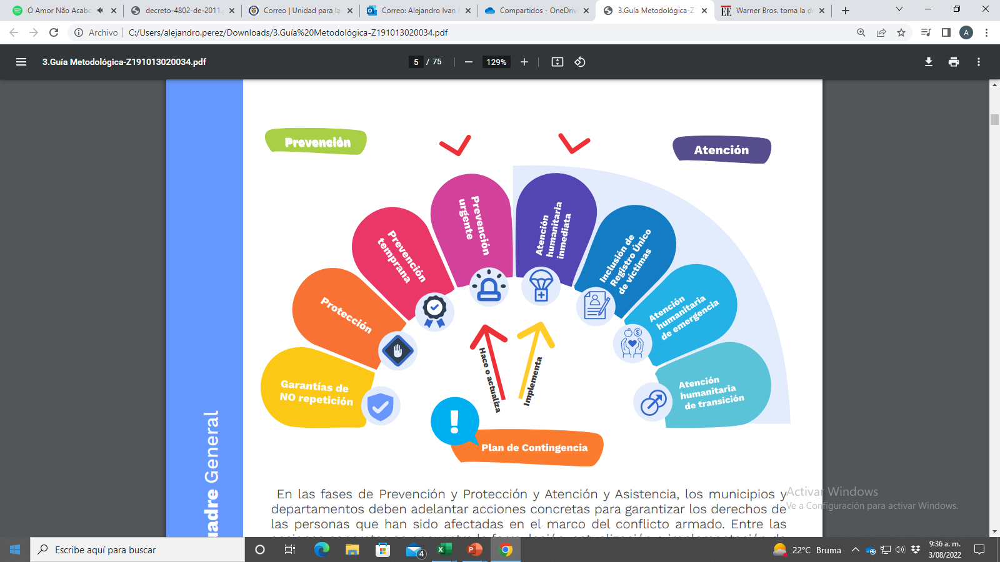 O Amor Não Acabo
decreto-4802-de-2011.
Correo | Unidad para la
Correo: Alejandro Ivan
Compartidos - OneDriv
3.Guía Metodológica-Z
Warner Bros. toma la d
Archivo | C:/Users/alejandro.perez/Downloads/3.Guía%20Metodológica-Z191013020034.pdf
A
3.Guía Metodológica-Z191013020034.pdf
5 / 75
129%
Prevención
Atención
Prevención
urgente
Atención
humanitaria
inmediata
Prevención
temprana
Inclusión de
Registro Único
de víctimas
Protección
Atención
humanitaria
de emergencia
Garantías de
NO repetición
Atención
humanitaria
de transición
Hace o actualiza
Implementa
!
Plan de Contingencia
uadre General
En las fases de Prevención y Protección y Atención y Asistencia, los municipios y
departamentos deben adelantar acciones concretas para garantizar los derechos de
las personas que han sido afectadas en el marco del conflicto armado. Entre las
Activar Windows
Ve a Configuración para activar Windows.
Escribe aquí para buscar
4
22°C Bruma
9:36 a. m.
3/08/2022